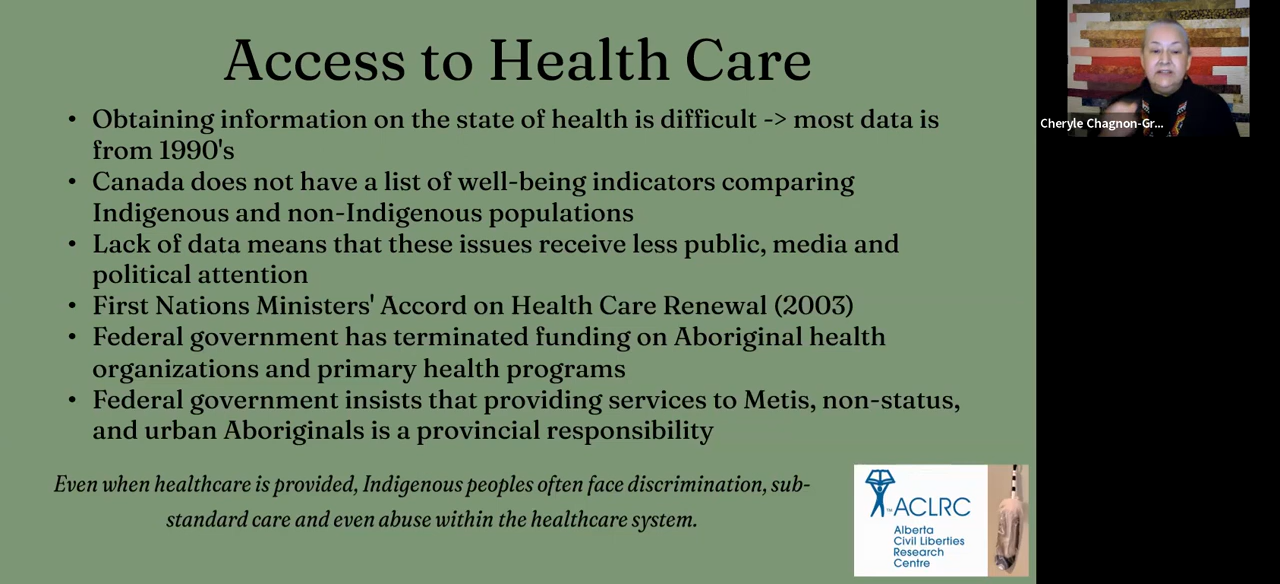 Access to Health Care
• Obtaining information on the state of health is difficult -> most data is
from 1990's
• Canada does not have a list of well-being indicators comparing
Indigenous and non-Indigenous populations
• Lack of data means that these issues receive less public, media and
political attention
• First Nations Ministers' Accord on Health Care Renewal (2003)
• Federal government has terminated funding on Aboriginal health
organizations and primary health programs
• Federal government insists that providing services to Metis, non-status,
and urban Aboriginals is a provincial responsibility
Even when healthcare is provided, Indigenous peoples often face discrimination, sub-
standard care and even abuse within the healthcare system.
TM ACLRC
Alberta
Civil Liberties
Research
Centre
Cheryle Chagnon-Gr...